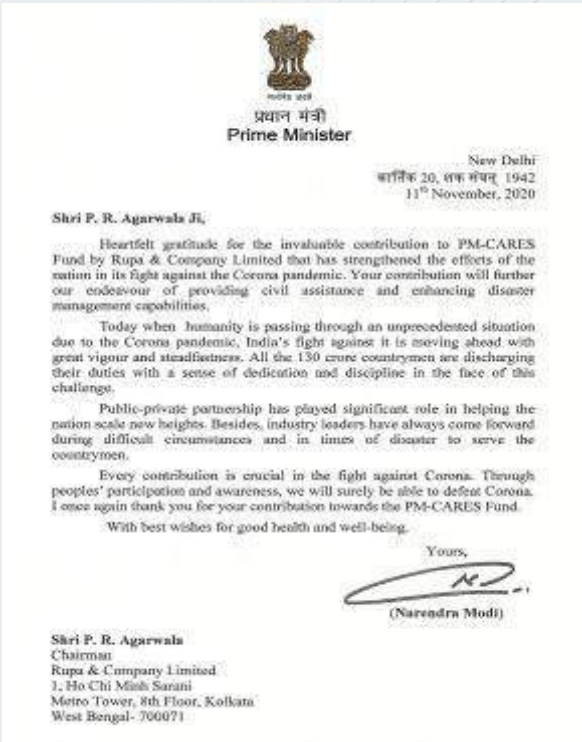 सत्यमेव जयते
प्रधान मंत्री
Prime Minister
New Delhi
कार्तिक 20, शक संवत् 1942
11th November, 2020
Shri P. R. Agarwala Ji,
Heartfelt gratitude for the invaluable contribution to PM-CARES
Fund by Rupa & Company Limited that has strengthened the efforts of the
nation in its fight against the Corona pandemic. Your contribution will further
our endeavour of providing civil assistance and enhancing disaster
management capabilities.
Today when humanity is passing through an unprecedented situation
due to the Corona pandemic, India's fight against it is moving ahead with
great vigour and steadfastness. All the 130 crore countrymen are discharging
their duties with a sense of dedication and discipline in the face of this
challenge.
Public-private partnership has played significant role in helping the
nation scale new heights. Besides, industry leaders have always come forward
during difficult circumstances and in times of disaster to serve the
countrymen.
Every contribution is crucial in the fight against Corona. Through
peoples' participation and awareness, we will surely be able to defeat Corona.
I once again thank you for your contribution towards the PM-CARES Fund.
With best wishes for good health and well-being.
Yours,
(Narendra Modi)
Shri P. R. Agarwala
Chairman
Rupa & Company Limited
1, Ho Chi Minh Sarani
Metro Tower, 8th Floor, Kolkata
West Bengal- 700071